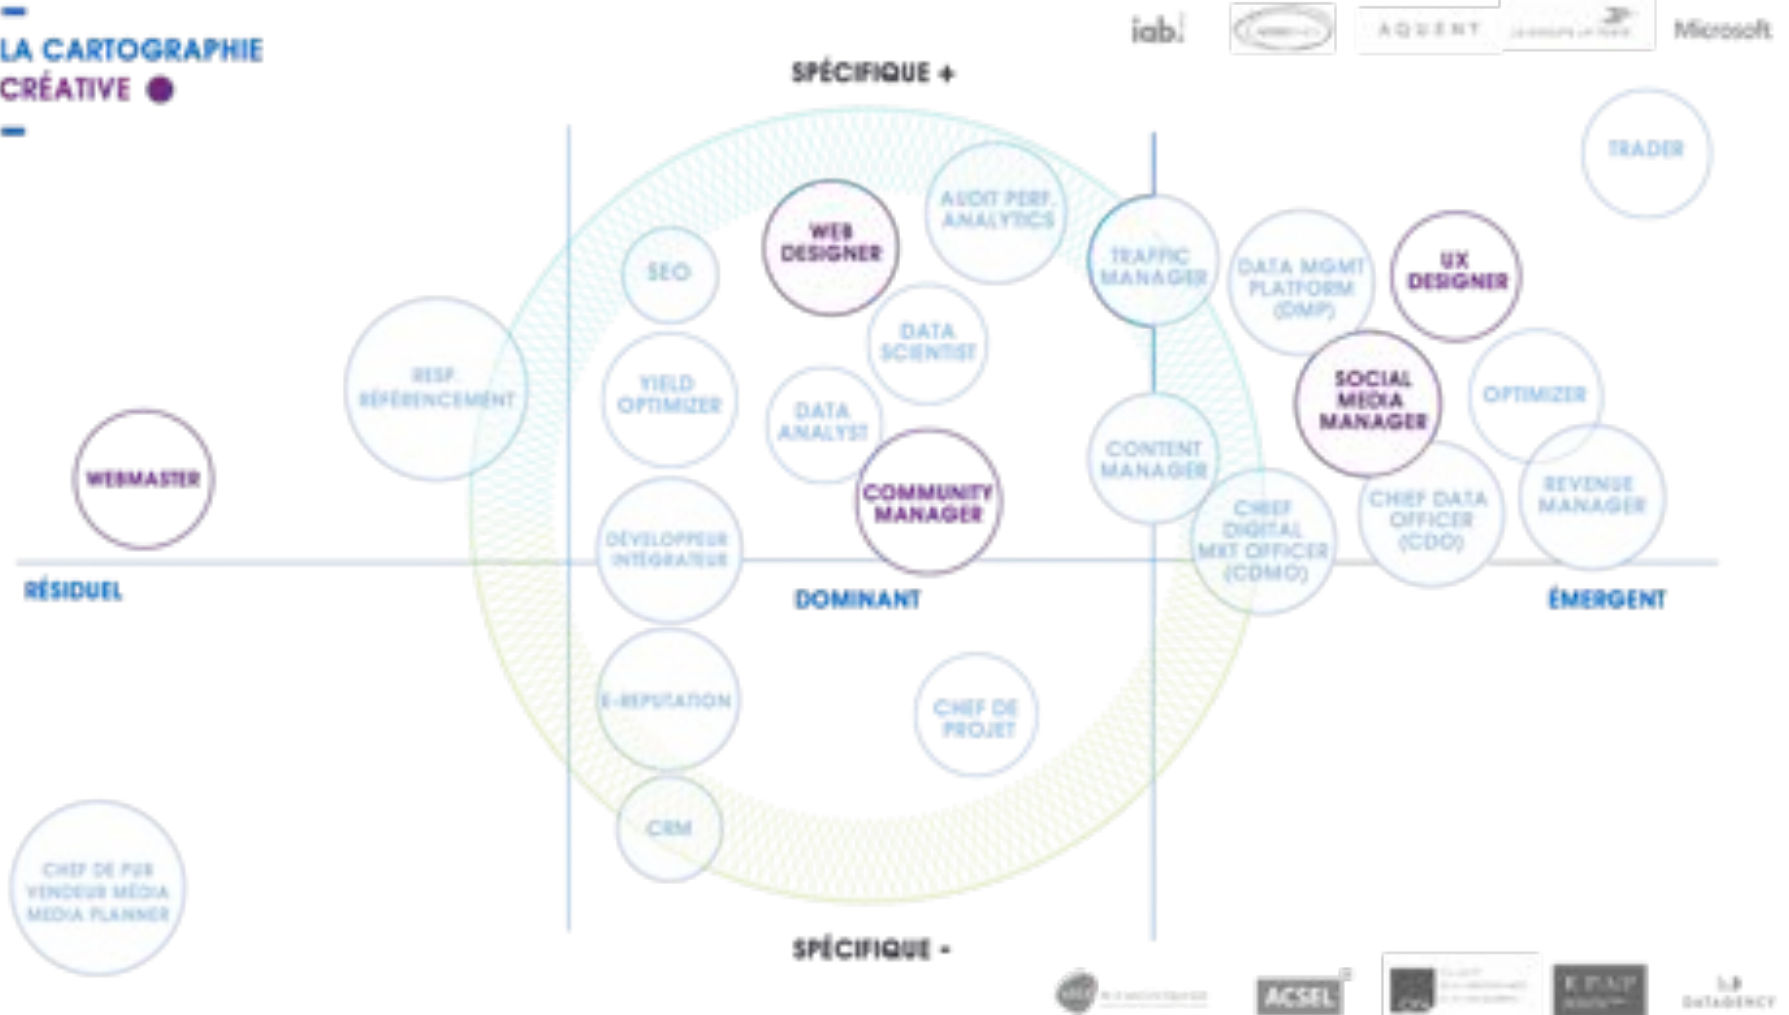 LA CARTOGRAPHIE
CRÉATIVE
iab.
AQUENT
Microsoft
SPÉCIFIQUE +
TRADER
AUDIT PERF.
ANALYTICS
WEB
DESIGNER
SEO
TRAFFIC
MANAGER
DATA MGMT
PLATFORM
(DMP)
UX
DESIGNER
DATA
SCIENTIST
RESP.
RÉFÉRENCEMENT
YIELD
OPTIMIZER
SOCIAL
MEDIA
MANAGER
OPTIMIZER
DATA
ANALYST
WEBMASTER
COMMUNITY
MANAGER
CONTENT
MANAGER
CHIEF
DIGITAL
MKT OFFICER
(CDMO)
CHIEF DATA
OFFICER
(CDO)
REVENUE
MANAGER
DÉVELOPPEUR
INTÉGRATEUR
RÉSIDUEL
DOMINANT
ÉMERGENT
E-REPUTATION
CHEF DE
PROJET
CRM
CHEF DE PUB
VENDEUR MÉDIA
MEDIA PLANNER
SPÉCIFIQUE -
ACSEL
DATAGENCY